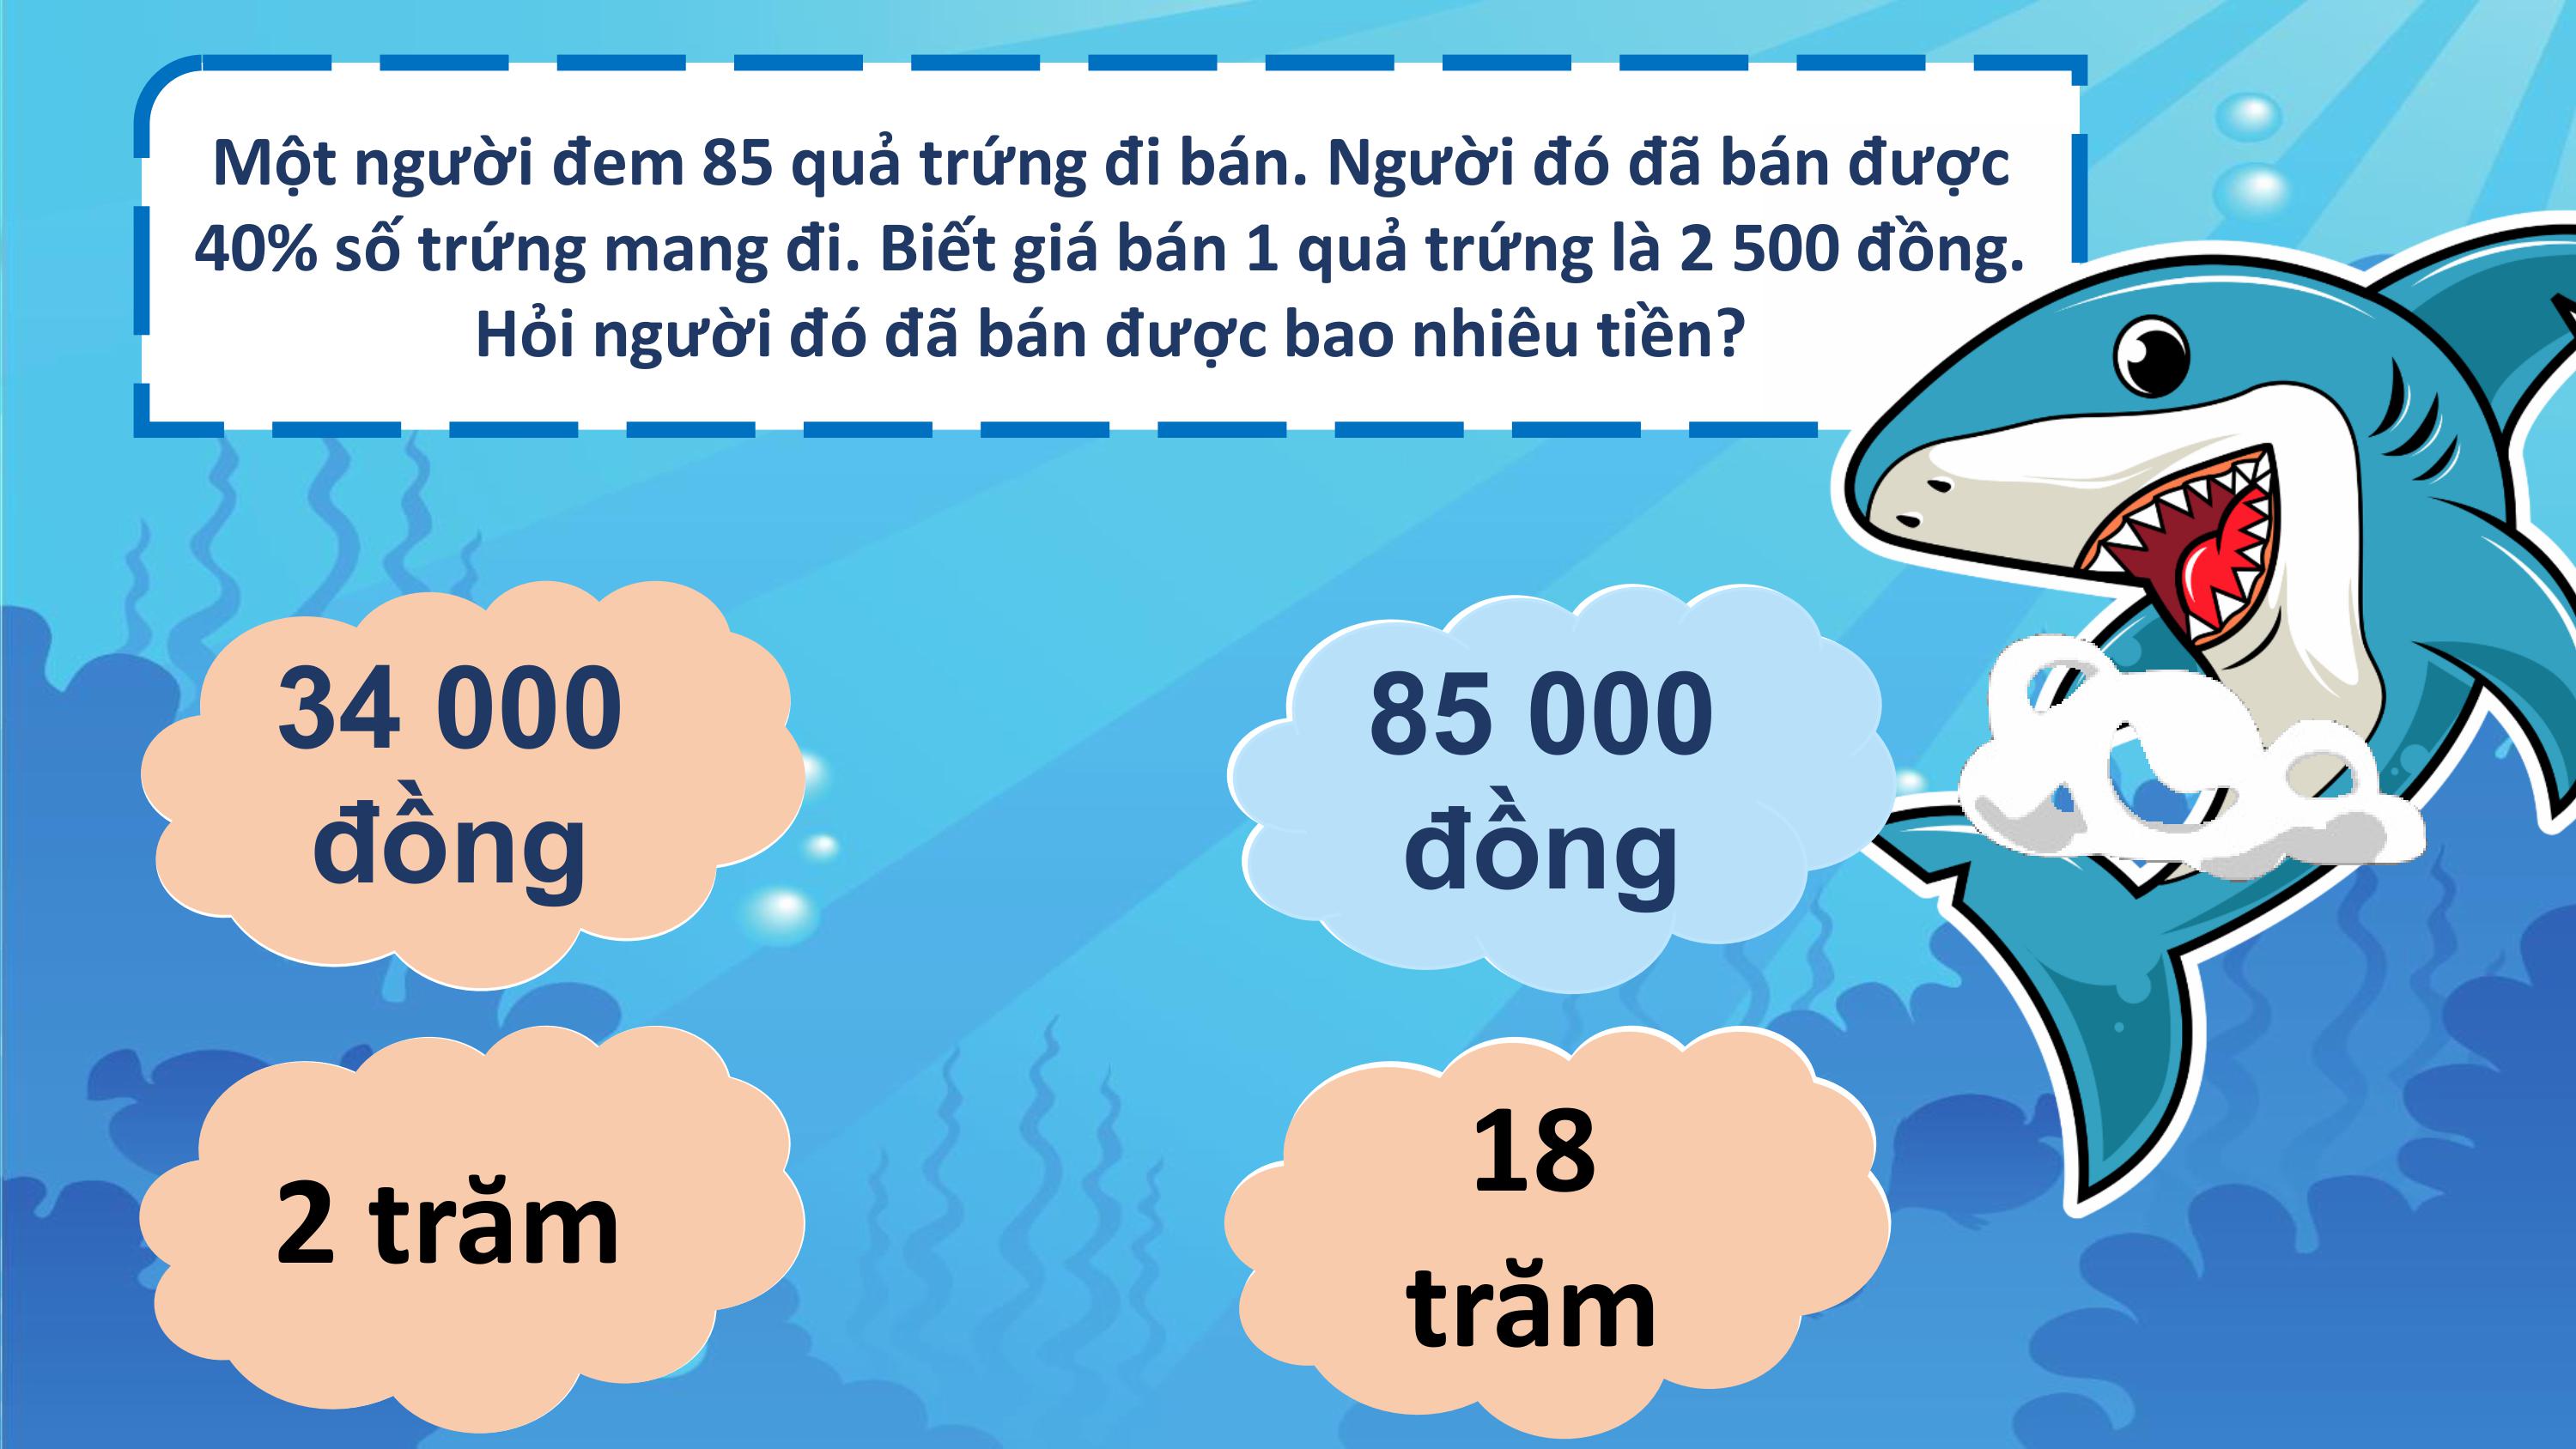 Một người đem 85 quả trứng đi bán. Người đó đã bán được
40% số trứng mang đi. Biết giá bán 1 quả trứng là 2 500 đồng.
Hỏi người đó đã bán được bao nhiêu tiền?
34 000
đồng
85 000
đồng
2 trăm
18
trăm